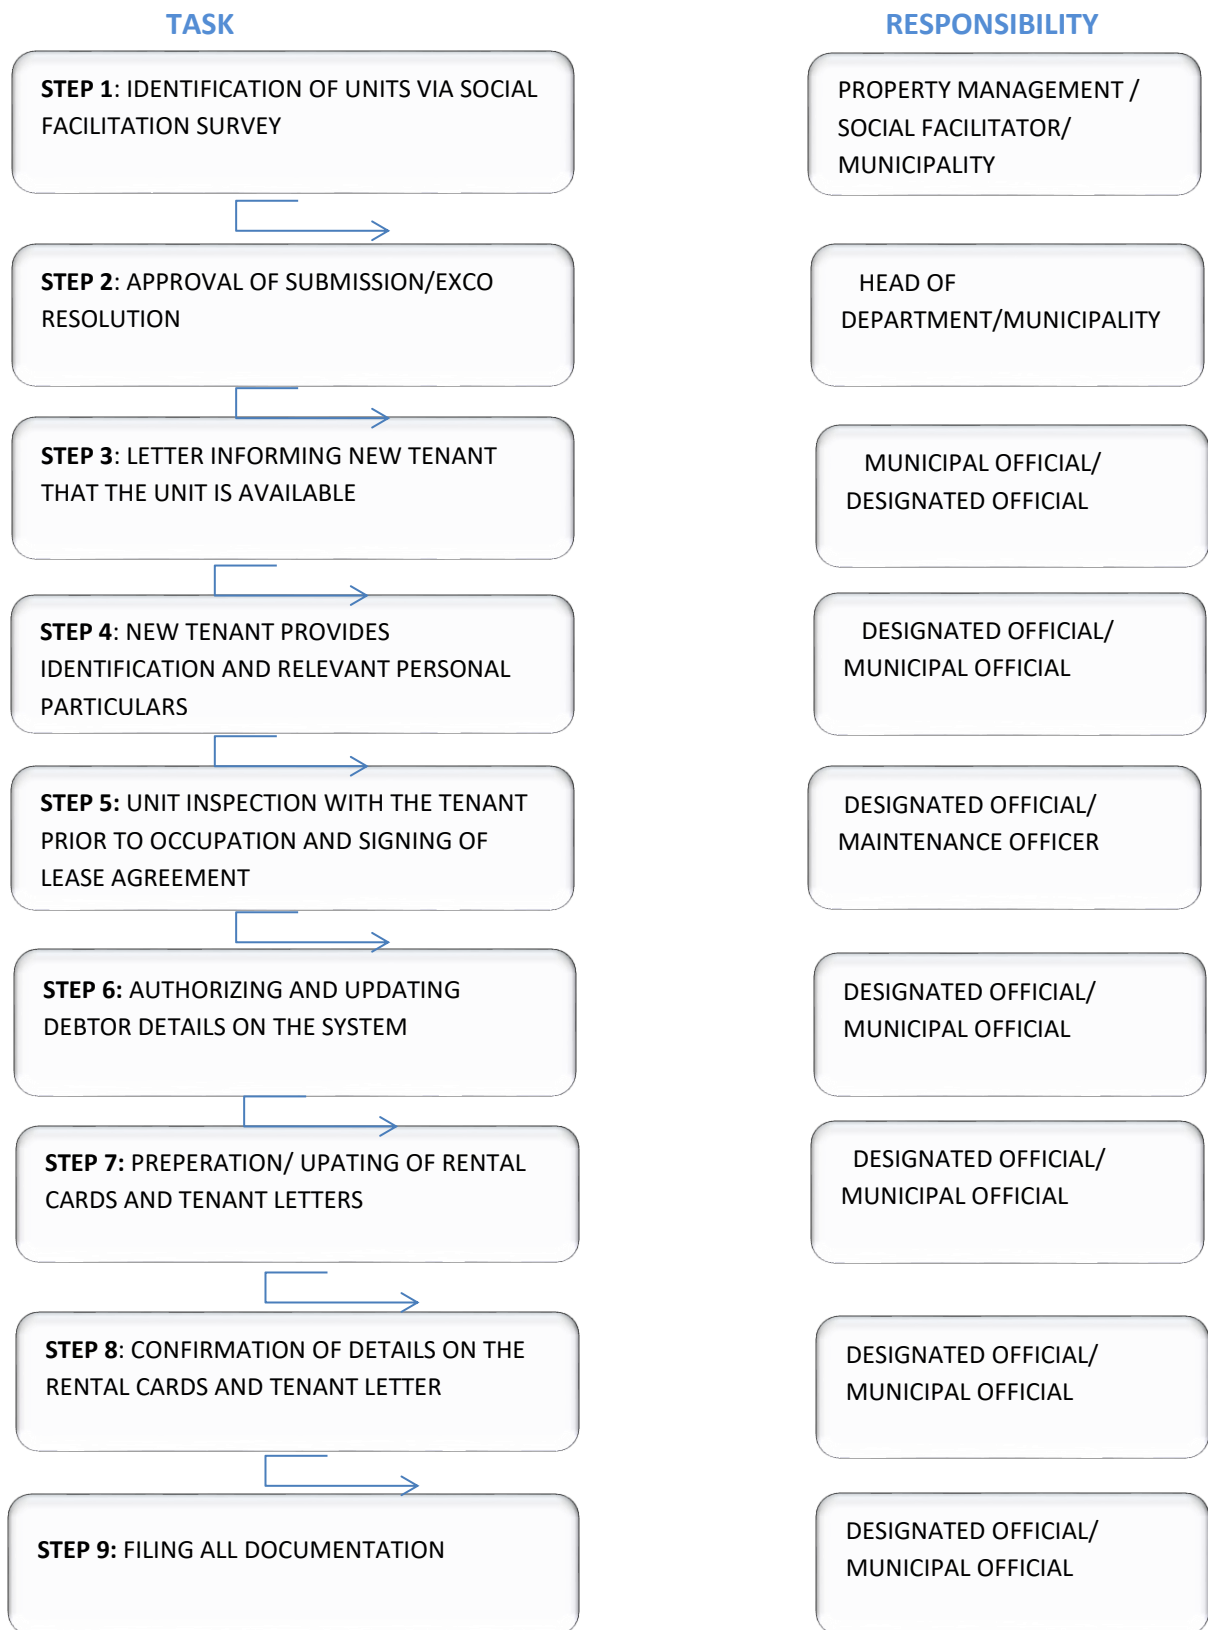 TASK
RESPONSIBILITY
STEP 1: IDENTIFICATION OF UNITS VIA SOCIAL
FACILITATION SURVEY
PROPERTY MANAGEMENT /
SOCIAL FACILITATOR/
MUNICIPALITY
STEP 2: APPROVAL OF SUBMISSION/EXCO
RESOLUTION
HEAD OF
DEPARTMENT/MUNICIPALITY
STEP 3: LETTER INFORMING NEW TENANT
THAT THE UNIT IS AVAILABLE
MUNICIPAL OFFICIAL/
DESIGNATED OFFICIAL
STEP 4: NEW TENANT PROVIDES
IDENTIFICATION AND RELEVANT PERSONAL
PARTICULARS
DESIGNATED OFFICIAL/
MUNICIPAL OFFICIAL
STEP 5: UNIT INSPECTION WITH THE TENANT
PRIOR TO OCCUPATION AND SIGNING OF
LEASE AGREEMENT
DESIGNATED OFFICIAL/
MAINTENANCE OFFICER
STEP 6: AUTHORIZING AND UPDATING
DEBTOR DETAILS ON THE SYSTEM
DESIGNATED OFFICIAL/
MUNICIPAL OFFICIAL
STEP 7: PREPERATION/ UPATING OF RENTAL
CARDS AND TENANT LETTERS
DESIGNATED OFFICIAL/
MUNICIPAL OFFICIAL
STEP 8: CONFIRMATION OF DETAILS ON THE
RENTAL CARDS AND TENANT LETTER
DESIGNATED OFFICIAL/
MUNICIPAL OFFICIAL
STEP 9: FILING ALL DOCUMENTATION
DESIGNATED OFFICIAL/
MUNICIPAL OFFICIAL